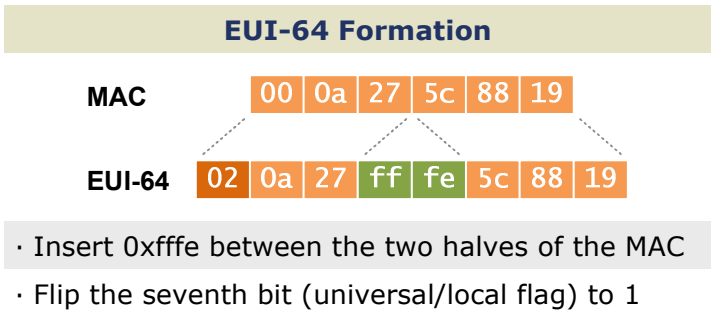 EUI-64 Formation
MAC 00 0a 27 5c 88 19
EUI-64 02 0a 27 ff fe 5c 88 19
· Insert 0xfffe between the two halves of the MAC
· Flip the seventh bit (universal/local flag) to 1